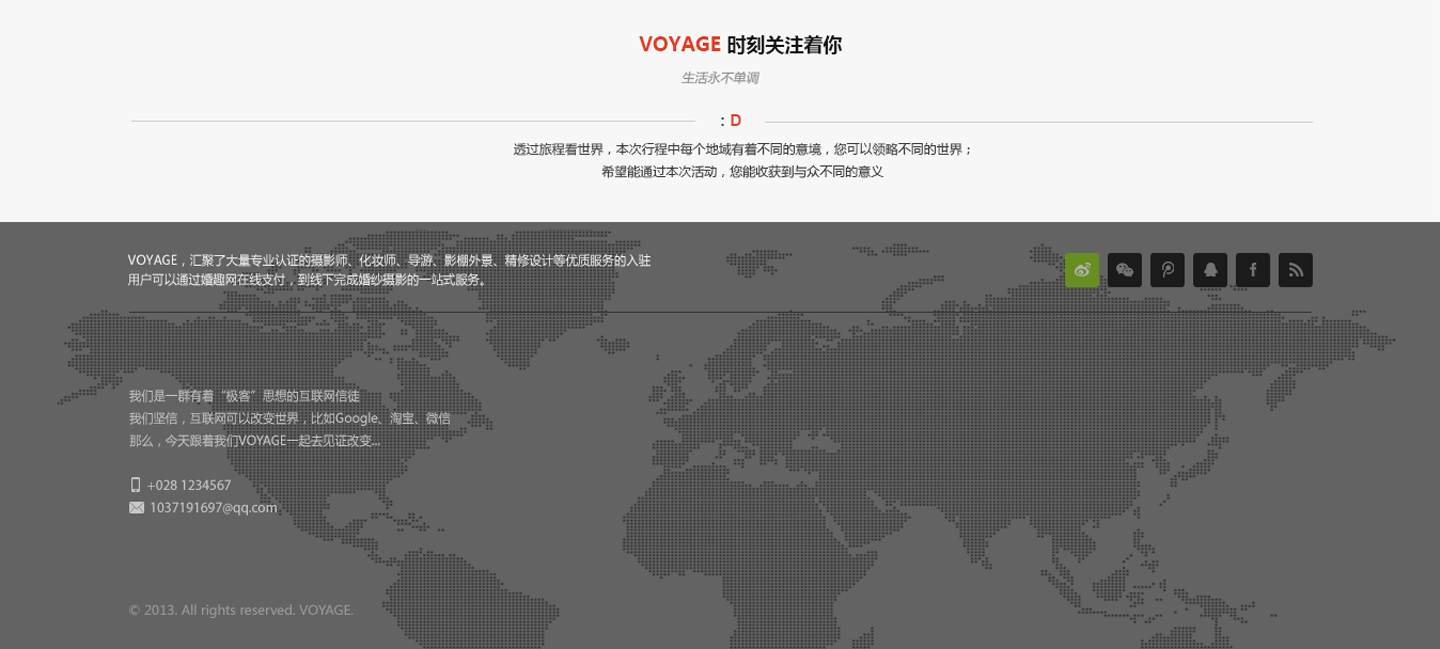 VOYAGE 时刻关注着你
生活永不单调
: D
透过旅程看世界，本次行程中每个地域有着不同的意境，您可以领略不同的世界；
希望能通过本次活动，您能收获到与众不同的意义
VOYAGE，汇聚了大量专业认证的摄影师、化妆师、导游、影棚外景、精修设计等优质服务的入驻
用户可以通过婚趣网在线支付，到线下完成婚纱摄影的一站式服务。
我们是一群有着“极客”思想的互联网信徒
我们坚信，互联网可以改变世界，比如Google、淘宝、微信
那么，今天跟着我们VOYAGE一起去见证改变...
+028 1234567
1037191697@qq.com
© 2013. All rights reserved. VOYAGE.